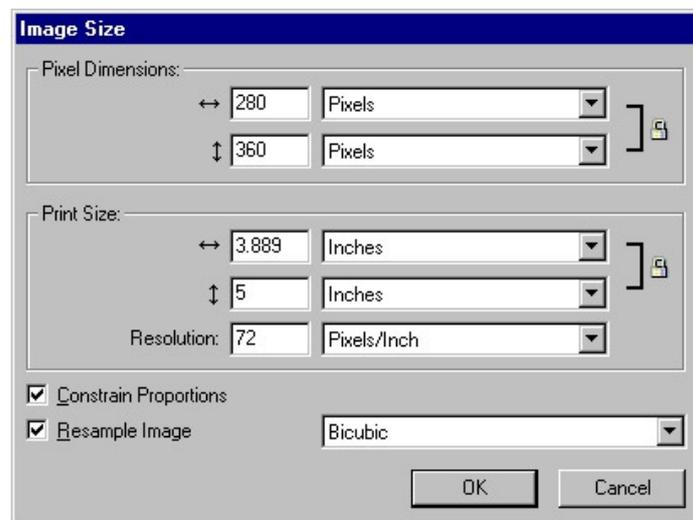 Image Size
Pixel Dimensions:
280 Pixels
360 Pixels
Print Size:
3.889 Inches
5 Inches
Resolution: 72 Pixels/Inch
Constrain Proportions
Resample Image Bicubic
OK Cancel